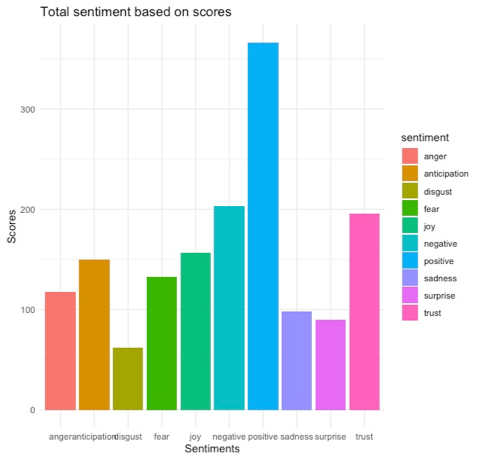 Total sentiment based on scores
300
200
100
0
Scores
anger anticipation disgust fear joy negative positive sadness surprise trust
Sentiments
sentiment
anger
anticipation
disgust
fear
joy
negative
positive
sadness
surprise
trust